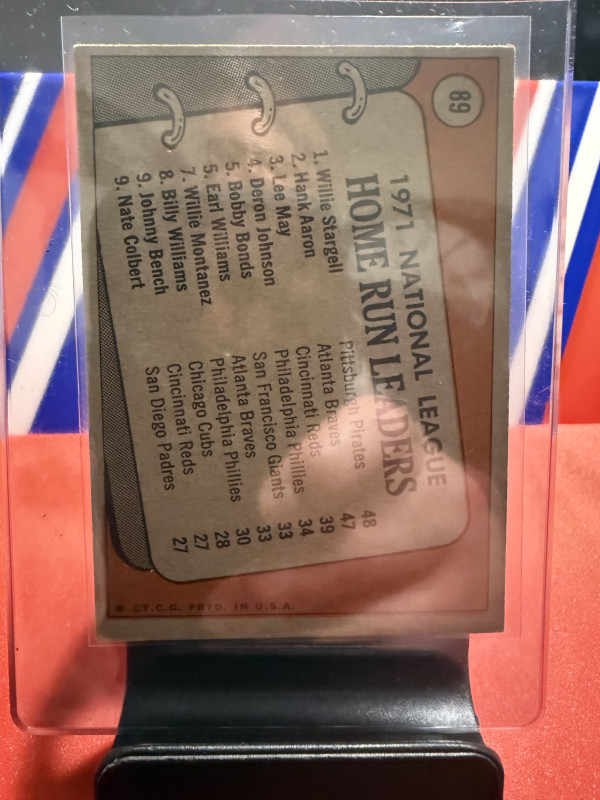 89
1971 NATIONAL LEAGUE
HOME RUN LEADERS
1. Willie Stargell Pittsburgh Pirates 48
2. Hank Aaron Atlanta Braves 47
3. Lee May Cincinnati Reds 39
4. Deron Johnson Philadelphia Phillies 34
5. Bobby Bonds San Francisco Giants 33
5. Earl Williams Atlanta Braves 33
7. Willie Montanez Philadelphia Phillies 30
8. Billy Williams Chicago Cubs 28
9. Johnny Bench Cincinnati Reds 27
9. Nate Colbert San Diego Padres 27
© T.C.G. PRTD. IN U.S.A.